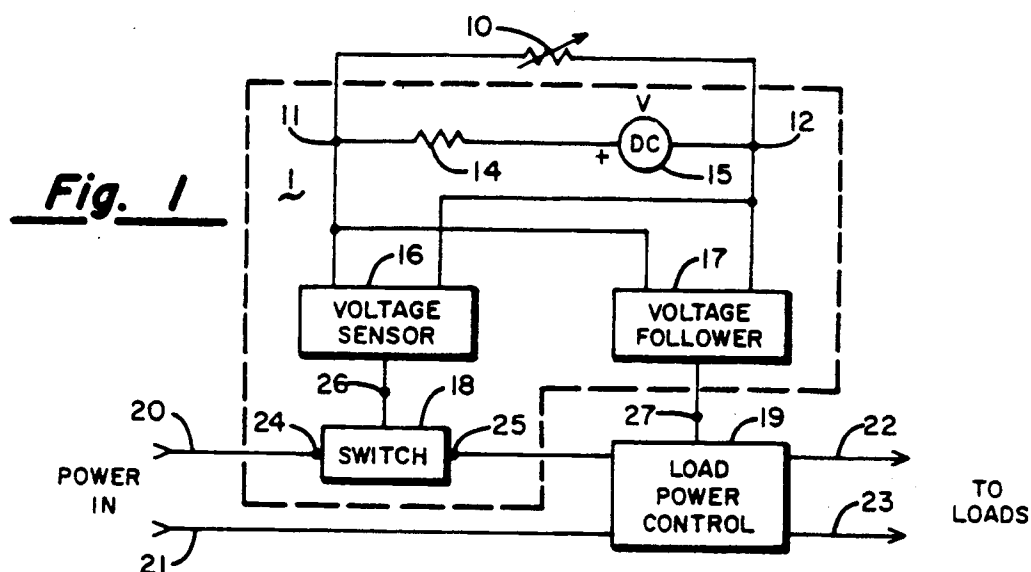 10
11
V
12
DC
+
14
15
1
Fig. 1
16
17
VOLTAGE
SENSOR
VOLTAGE
FOLLOWER
26
18
20
24
25
27
19
22
SWITCH
POWER
IN
LOAD
POWER
CONTROL
TO
LOADS
23
21